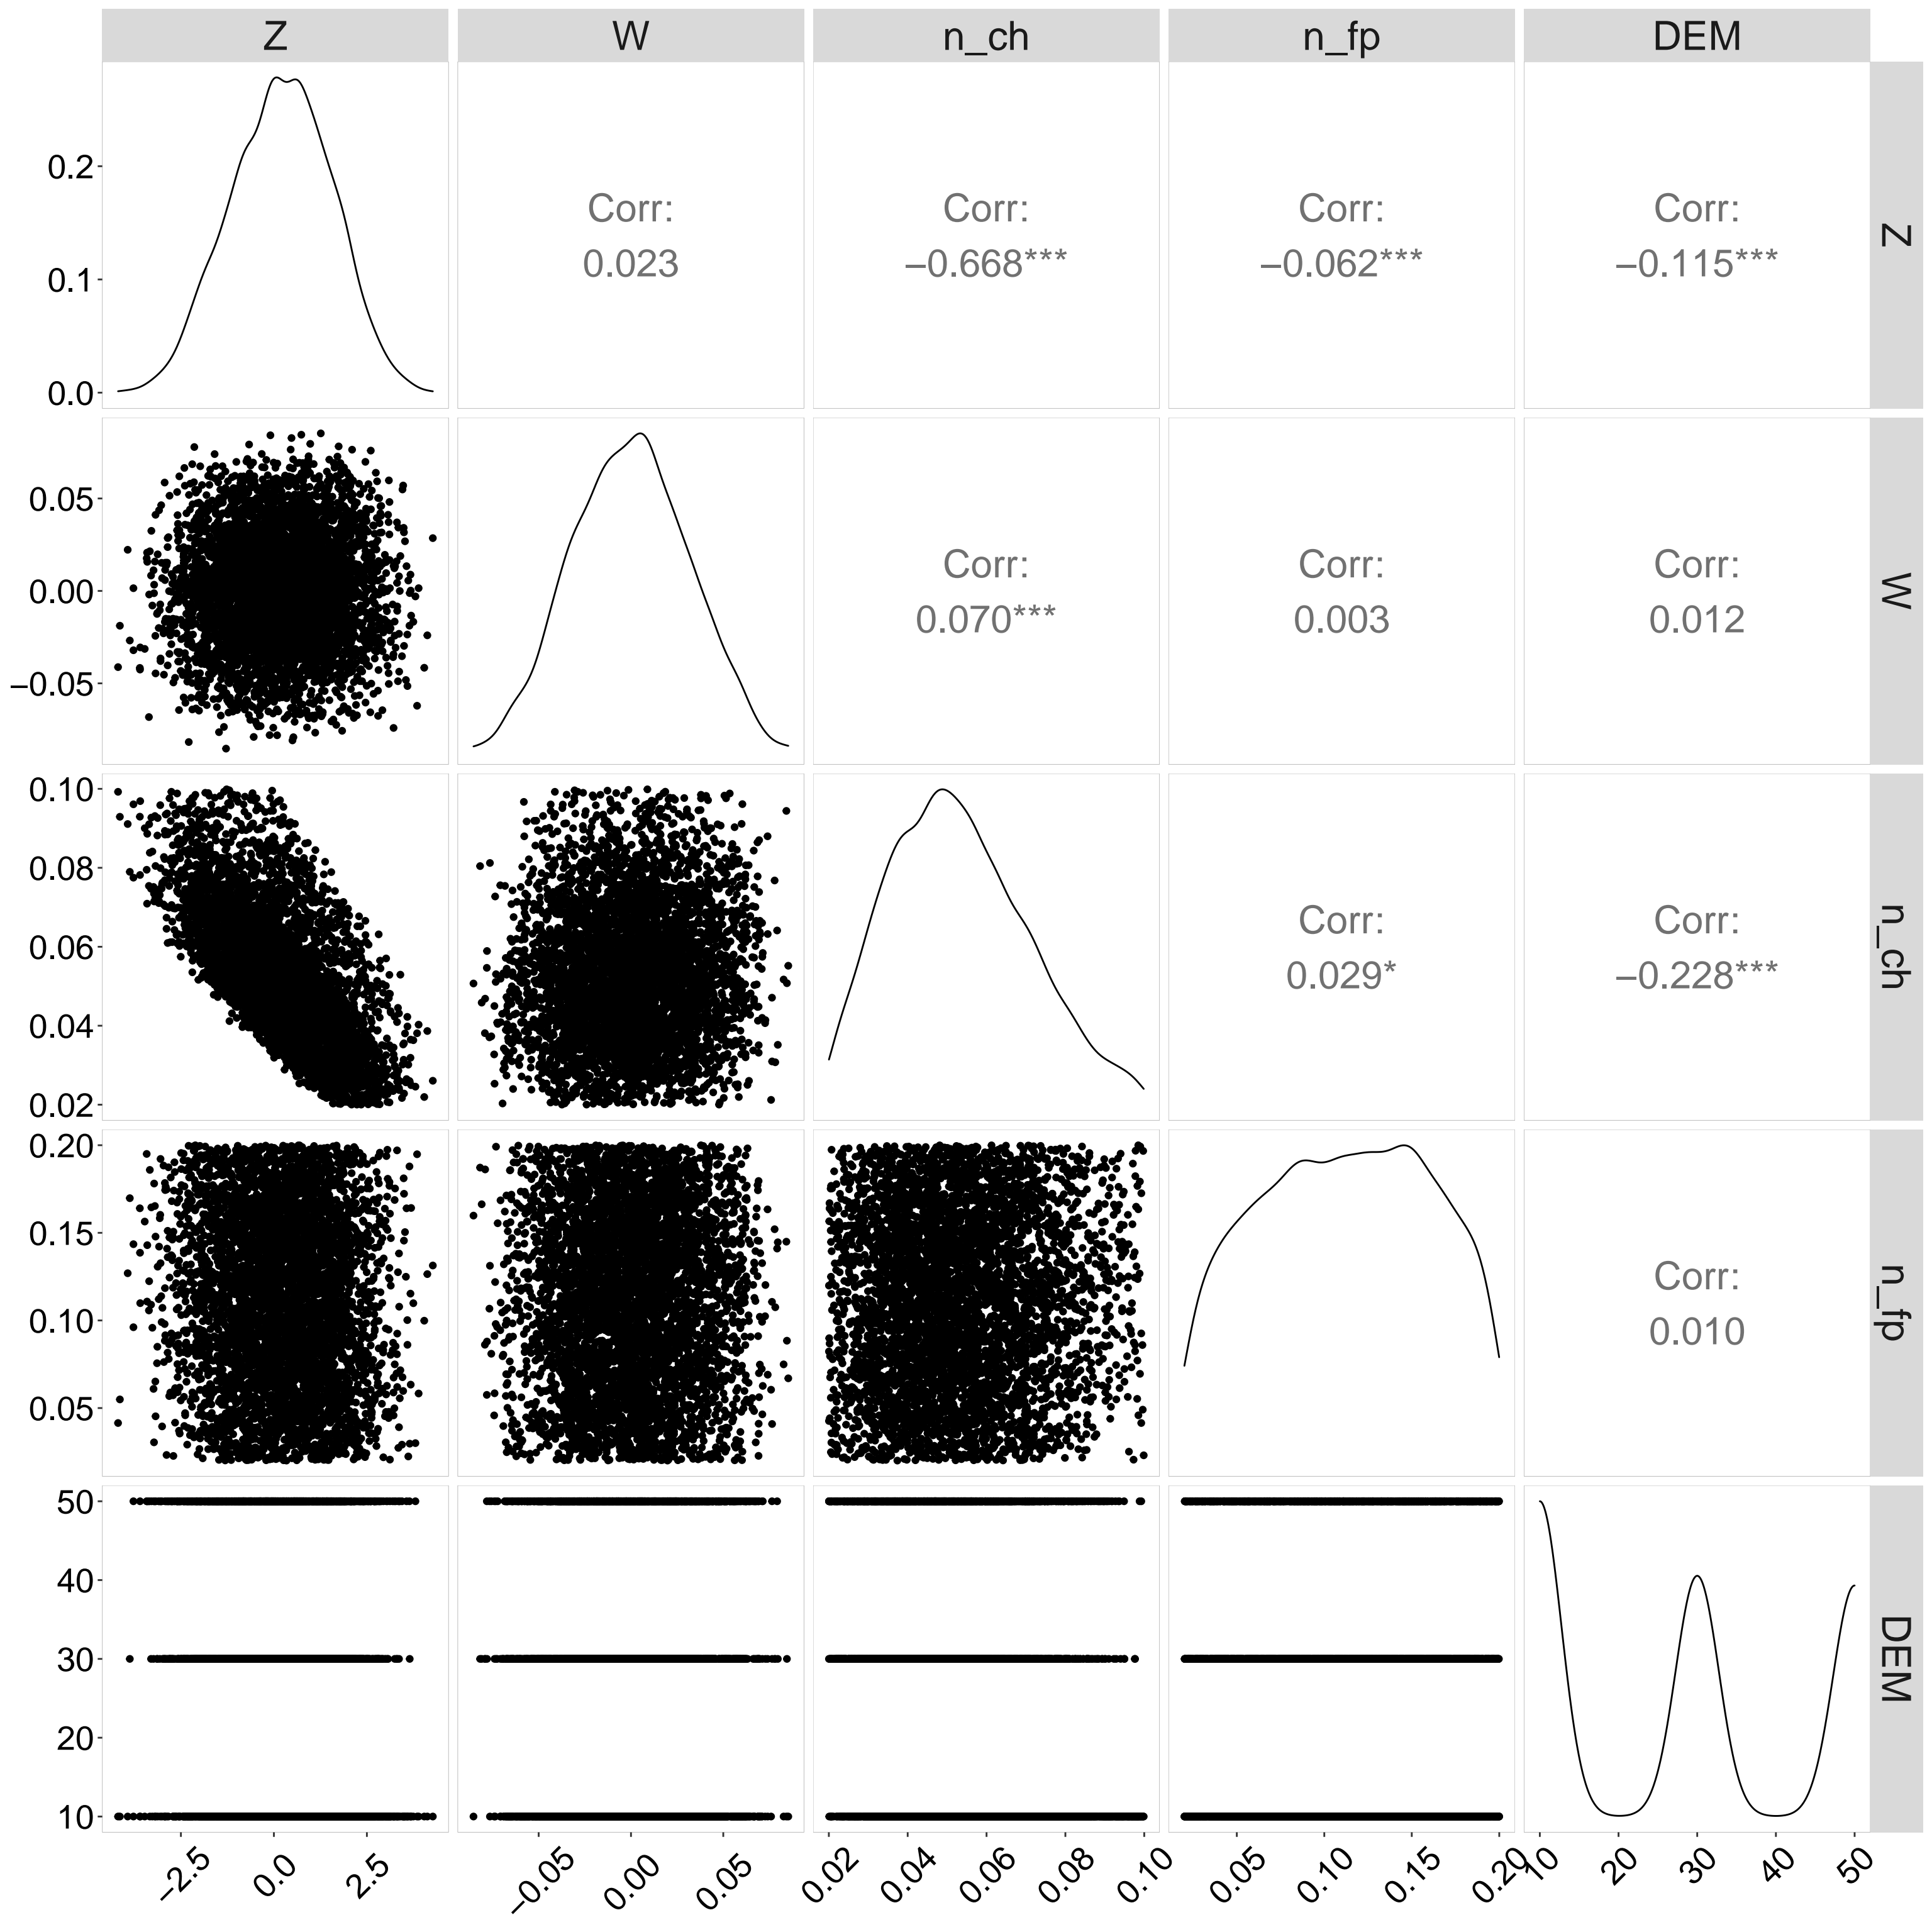 Z W n_ch n_fp DEM
0.2
0.1
0.0
Corr:
0.023
Corr:
−0.668***
Corr:
−0.062***
Corr:
−0.115***
Z
0.05
0.00
−0.05
Corr:
0.070***
Corr:
0.003
Corr:
0.012
W
0.10
0.08
0.06
0.04
0.02
Corr:
0.029*
Corr:
−0.228***
n_ch
0.20
0.15
0.10
0.05
Corr:
0.010
n_fp
50
40
30
20
10
DEM
−2.5 0.0 2.5
−0.05 0.00 0.05
0.02 0.04 0.06 0.08 0.10
0.05 0.10 0.15 0.20
10 20 30 40 50